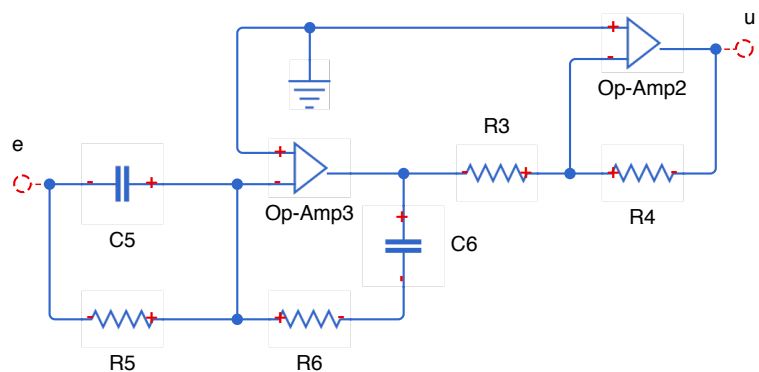 u
+
-
Op-Amp2
R3
e
+
-
- +
- +
+ -
Op-Amp3
R4
+
C5
C6
-
- +
+ -
R5
R6